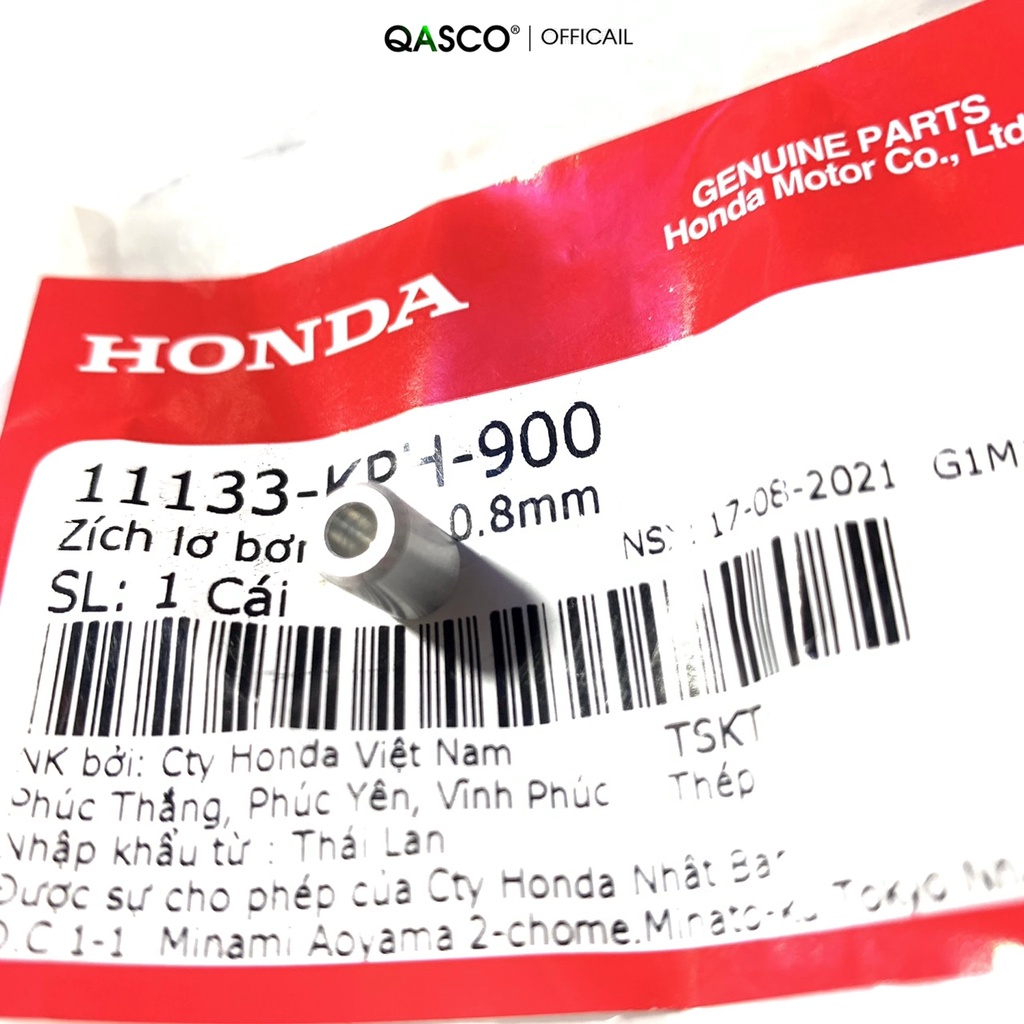 QASCO® | OFFICAIL
GENUINE PARTS
Honda Motor Co., Ltd
HONDA
11133- -900
Zích lơ 0.8mm
SL: 1 Cái
17-08-2021 G1M
NK bởi: Cty Honda Việt Nam
TSKT
Phúc Thắng, Phúc Yên, Vĩnh Phúc
Thép
Nhập khẩu từ : Thái Lan
Được sự cho phép của Cty Honda Nhật
1-1 Minami Aoyama 2-chome. Tokyo